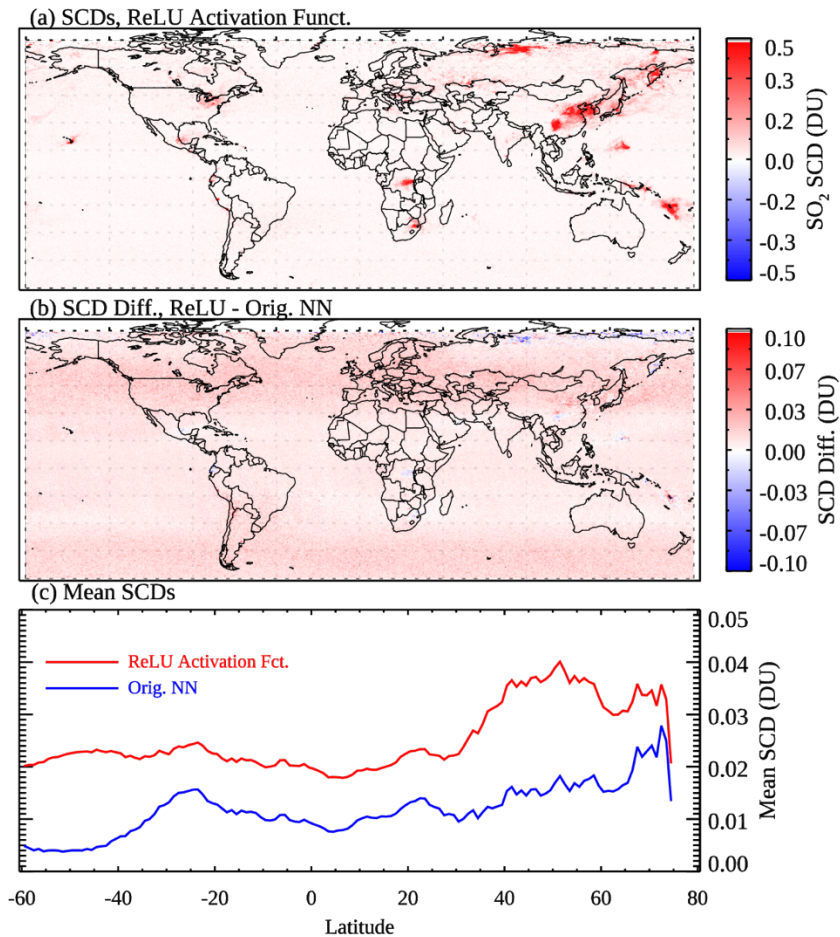 (a) SCDs, ReLU Activation Funct.
0.5
0.3
0.2
0.0
-0.2
-0.3
-0.5
SO2 SCD (DU)
(b) SCD Diff., ReLU - Orig. NN
0.10
0.07
0.03
0.00
-0.03
-0.07
-0.10
SCD Diff. (DU)
(c) Mean SCDs
ReLU Activation Fct.
Orig. NN
0.05
0.04
0.03
0.02
0.01
0.00
Mean SCD (DU)
-60 -40 -20 0 20 40 60 80
Latitude